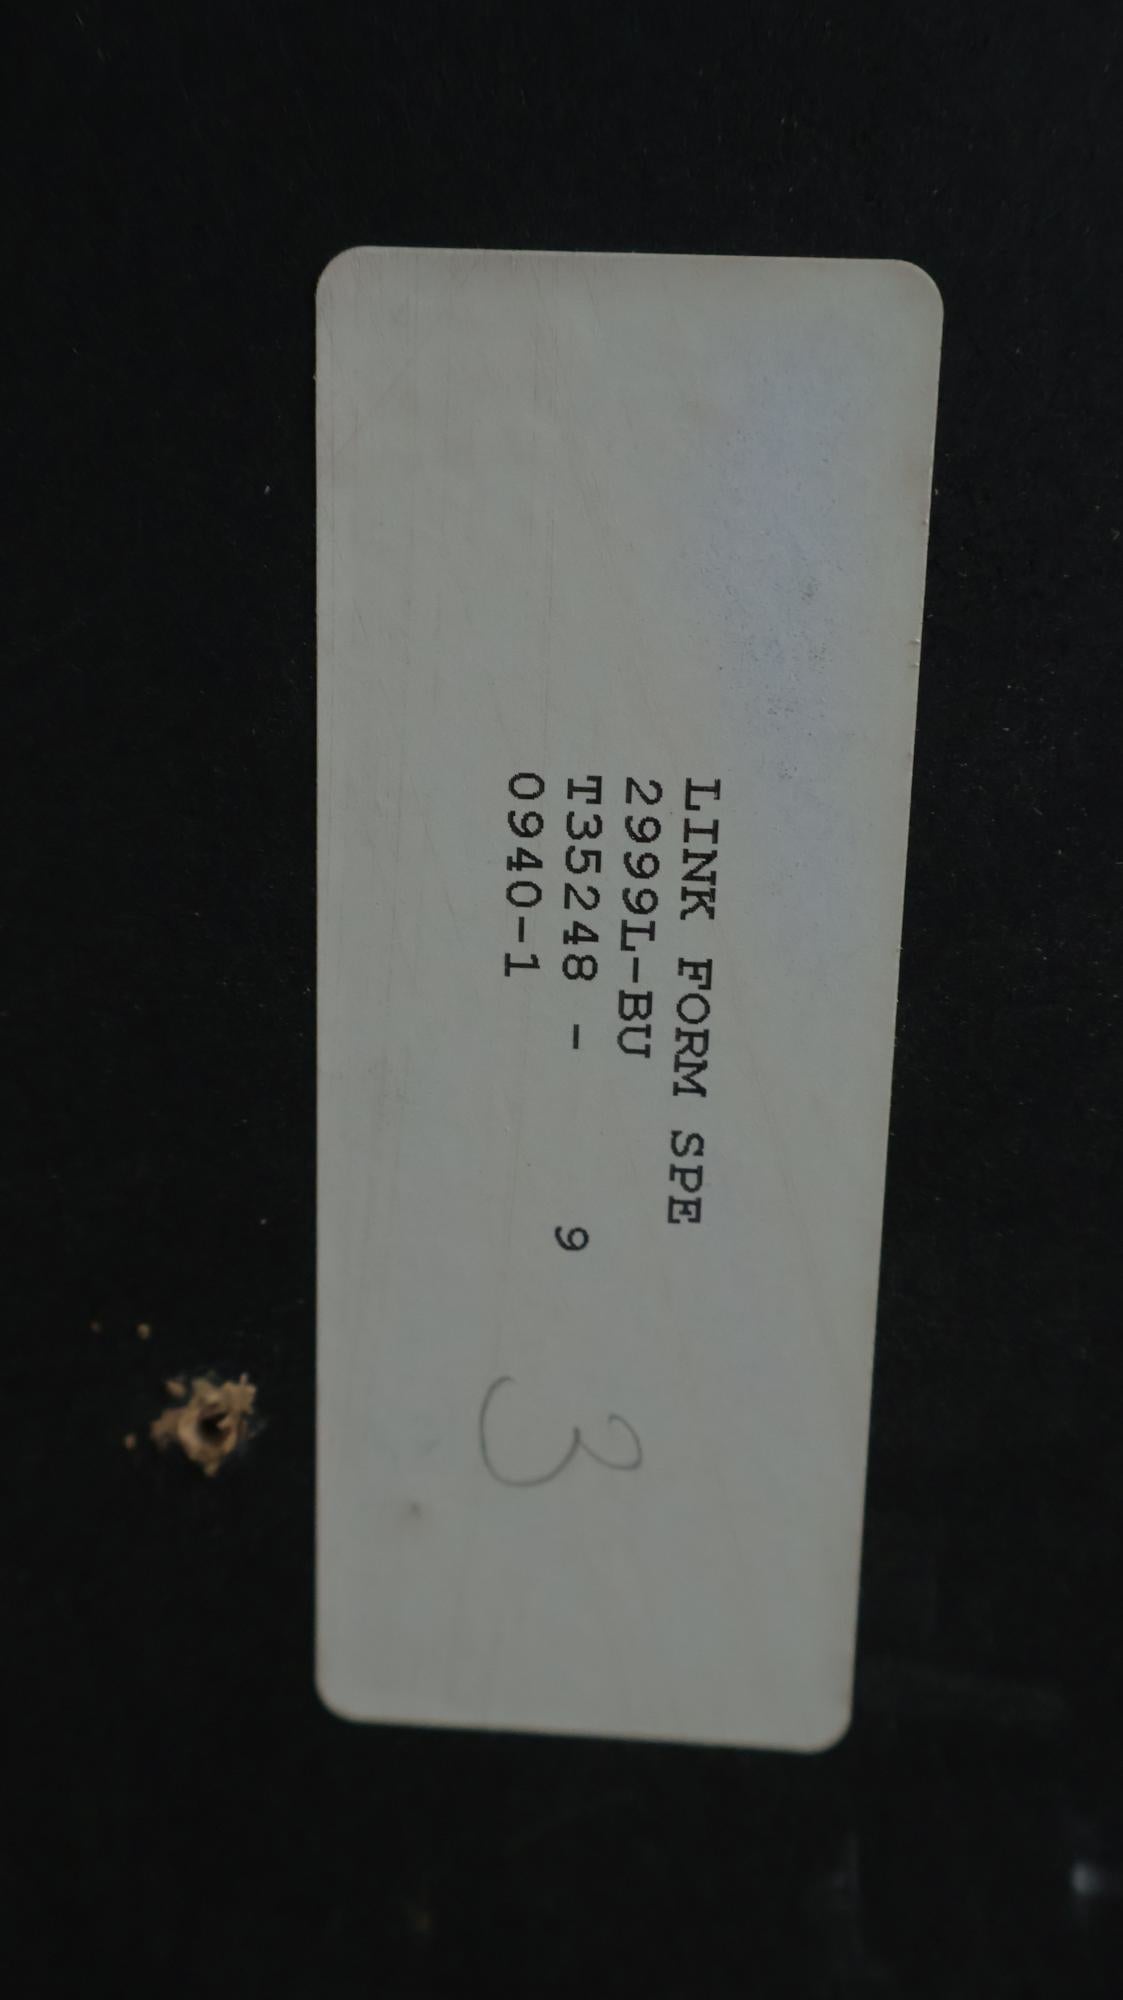 LINK FORM SPE
2999L-BU
T35248 - 9
0940-1
3